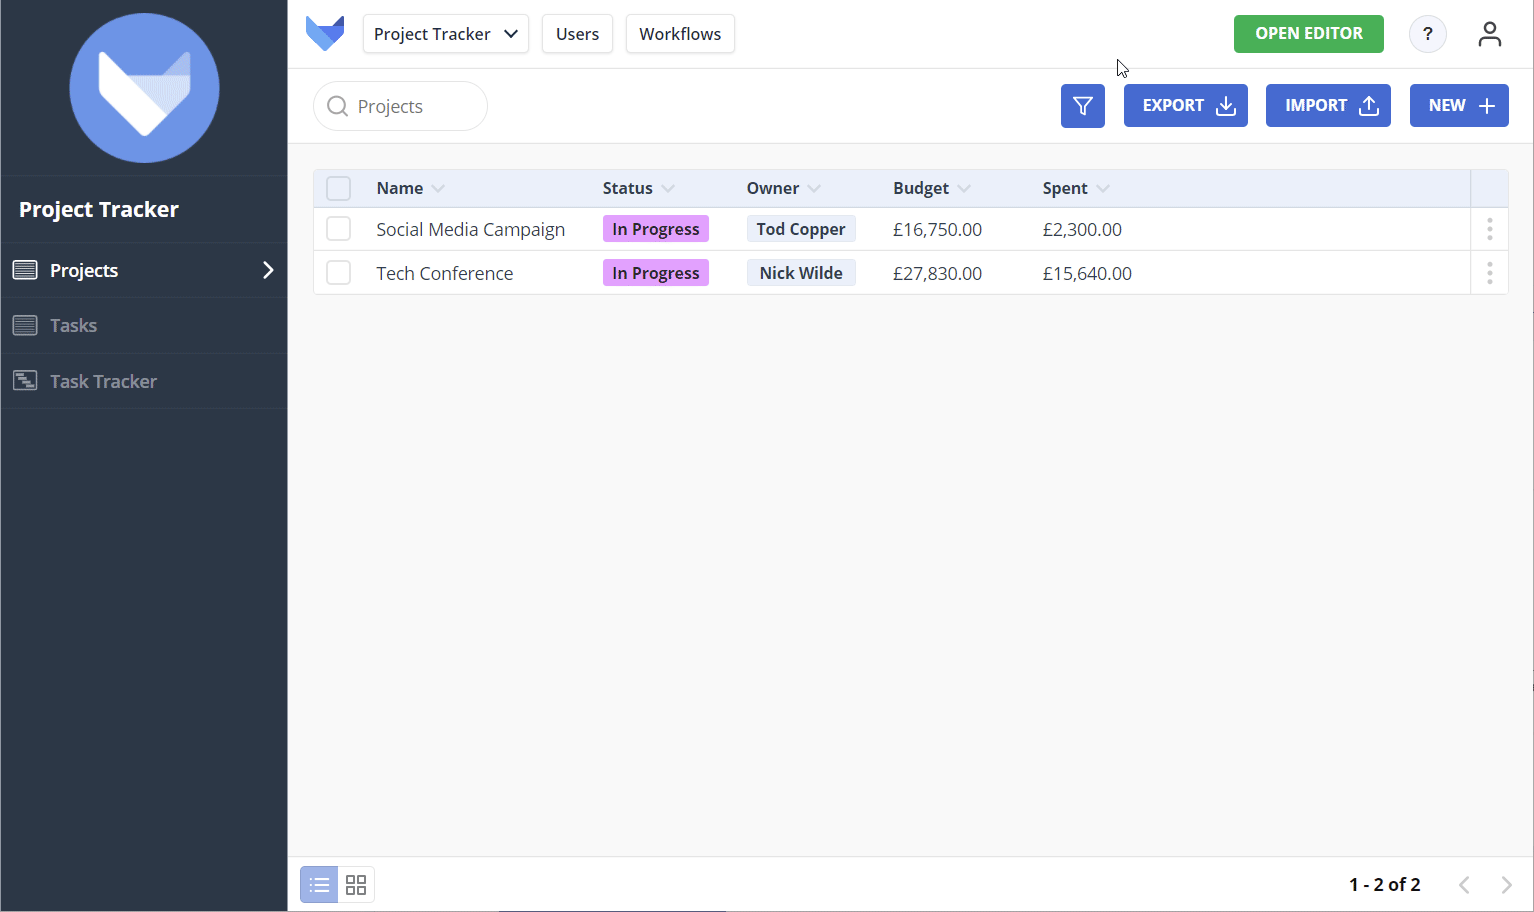 Project Tracker
Projects
Tasks
Task Tracker
Project Tracker Users Workflows OPEN EDITOR ?
Projects EXPORT IMPORT NEW
Name Status Owner Budget Spent
Social Media Campaign In Progress Tod Copper £16,750.00 £2,300.00
Tech Conference In Progress Nick Wilde £27,830.00 £15,640.00
1 - 2 of 2